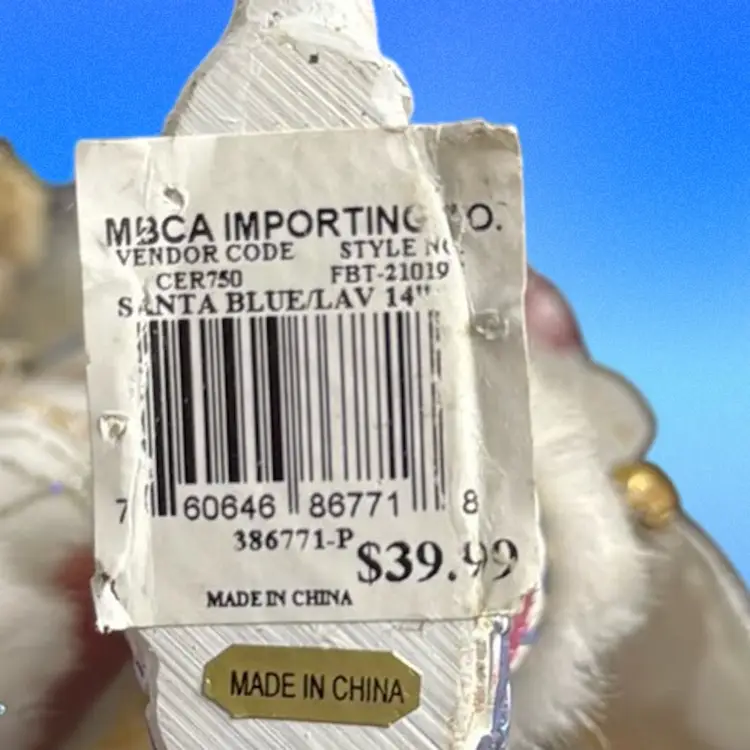 MBCA IMPORTING CO.
VENDOR CODE STYLE NO.
CER750 FBT-21019
SANTA BLUE/LAV 14"
7 60646 86771 8
386771-P
$39.99
MADE IN CHINA
MADE IN CHINA